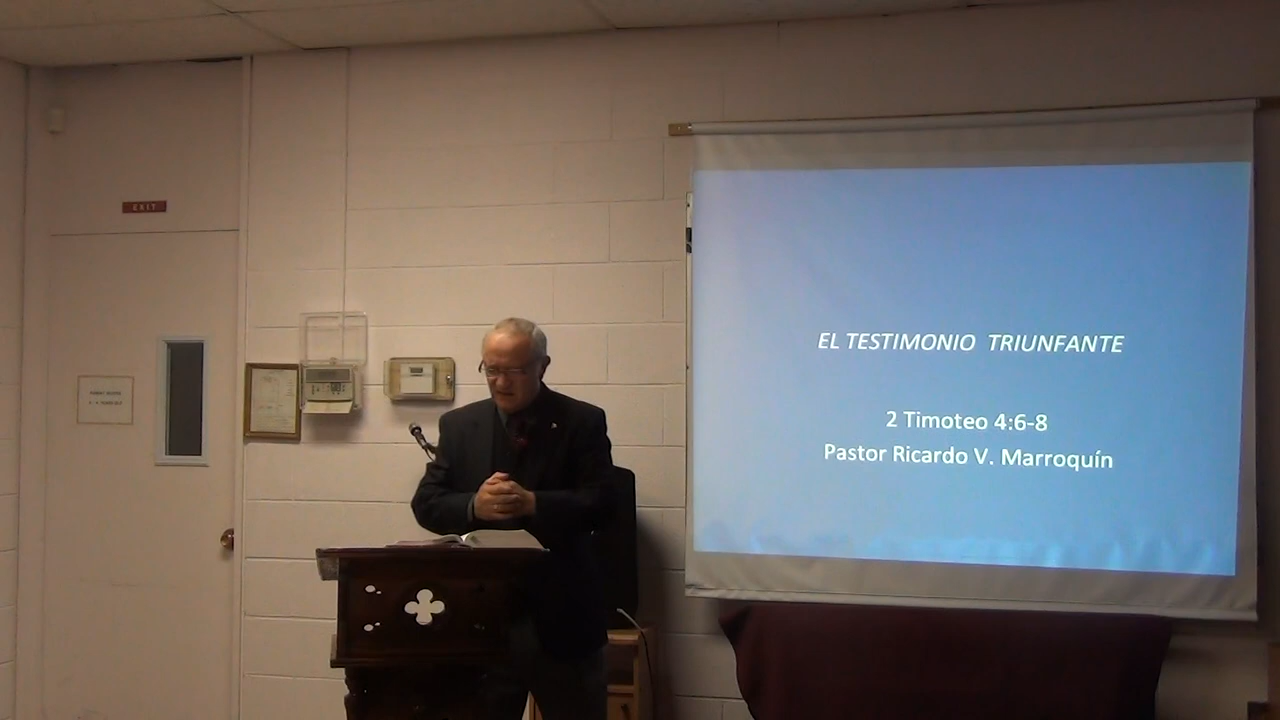 EXIT
EL TESTIMONIO TRIUNFANTE
2 Timoteo 4:6-8
Pastor Ricardo V. Marroquín